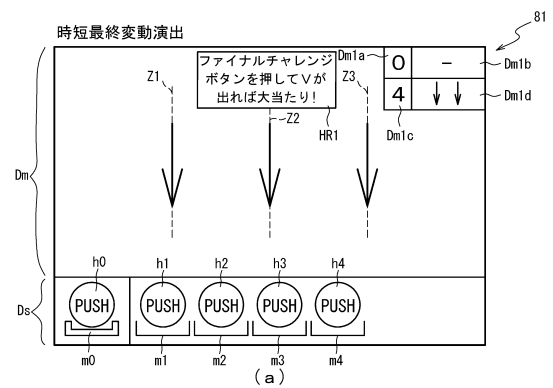 時短最終変動演出
81
ファイナルチャレンジ
ボタンを押してVが
出れば大当たり!
Dm1a
0
-
Dm1b
4
↓ ↓
Dm1d
Dm1c
Z1
Z2
Z3
HR1
Dm
h0
h1
h2
h3
h4
Ds
PUSH
PUSH
PUSH
PUSH
PUSH
m0
m1
m2
m3
m4
(a)